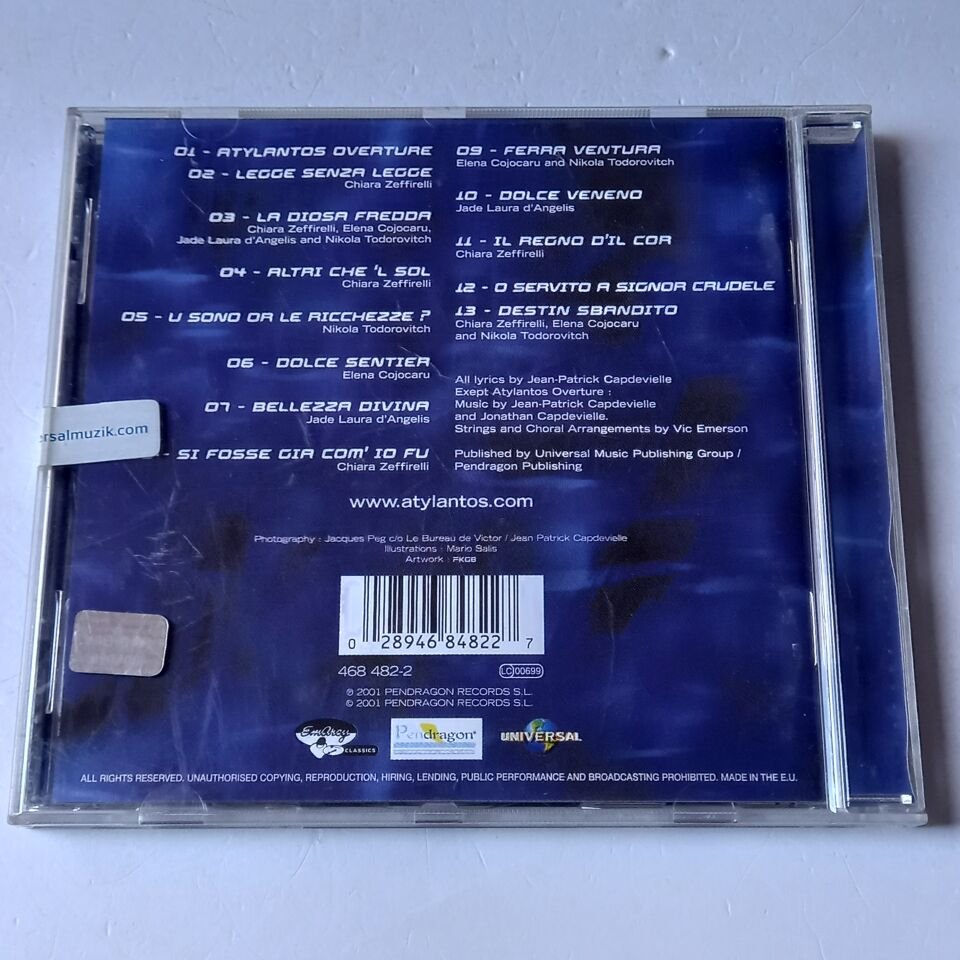 01 - ATYLANTOS OVERTURE
02 - LEGGE SENZA LEGGE
Chiara Zeffirelli
03 - LA DIOSA FREDDA
Chiara Zeffirelli, Elena Cojocaru,
Jade Laura d'Angelis and Nikola Todorovitch
04 - ALTRI CHE 'L SOL
Chiara Zeffirelli
05 - U SONO OR LE RICCHEZZE ?
Nikola Todorovitch
06 - DOLCE SENTIER
Elena Cojocaru
07 - BELLEZZA DIVINA
Jade Laura d'Angelis
- SI FOSSE GIA COM' IO FU
Chiara Zeffirelli
09 - FERRA VENTURA
Elena Cojocaru and Nikola Todorovitch
10 - DOLCE VENENO
Jade Laura d'Angelis
11 - IL REGNO D'IL COR
Chiara Zeffirelli
12 - O SERVITO A SIGNOR CRUDELE
13 - DESTIN SBANDITO
Chiara Zeffirelli, Elena Cojocaru
and Nikola Todorovitch
All lyrics by Jean-Patrick Capdevielle
Exept Atylantos Overture :
Music by Jean-Patrick Capdevielle
and Jonathan Capdevielle.
Strings and Choral Arrangements by Vic Emerson
Published by Universal Music Publishing Group /
Pendragon Publishing
ersalmuzik.com
www.atylantos.com
Photography : Jacques Peg c/o Le Bureau de Victor / Jean Patrick Capdevielle
Illustrations : Mario Salis
Artwork : FKGB
0 28946 84822 7
468 482-2
LC 00699
℗ 2001 PENDRAGON RECORDS S.L.
© 2001 PENDRAGON RECORDS S.L.
EmArcy CLASSICS
Pendragon®
UNIVERSAL
ALL RIGHTS RESERVED. UNAUTHORISED COPYING, REPRODUCTION, HIRING, LENDING, PUBLIC PERFORMANCE AND BROADCASTING PROHIBITED. MADE IN THE E.U.